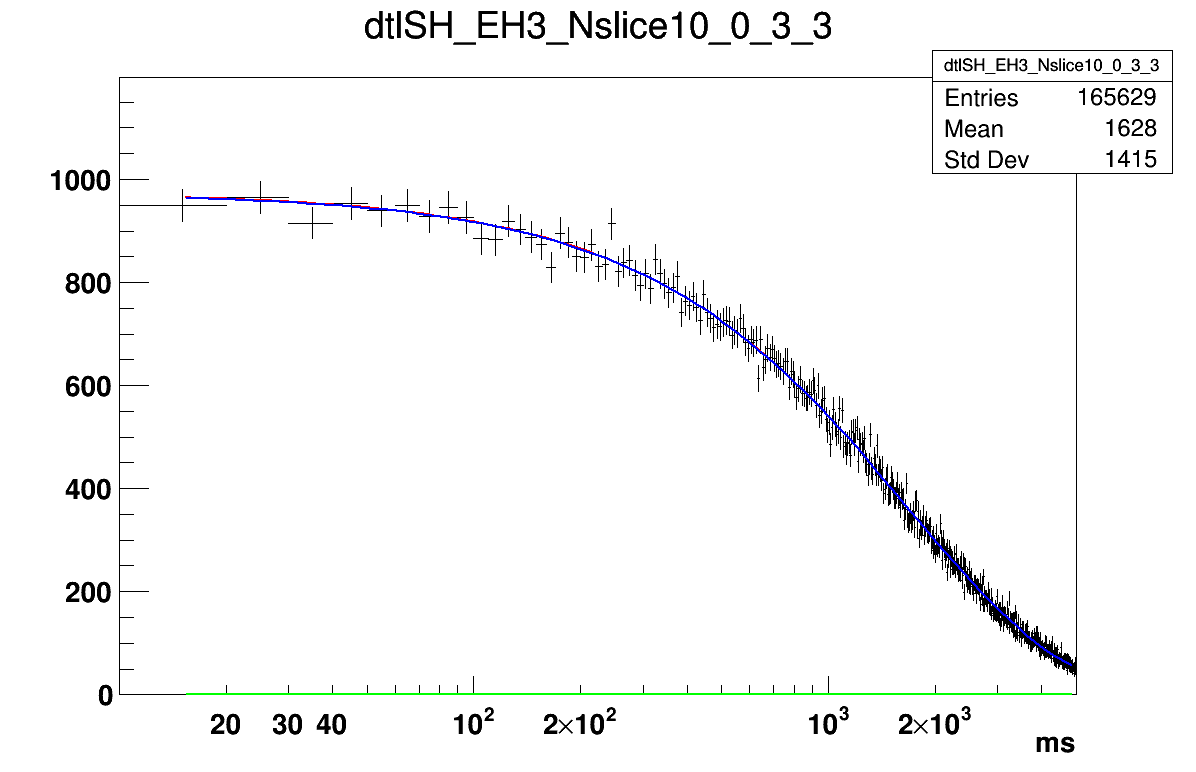 dtlSH_EH3_Nslice10_0_3_3
dtlSH_EH3_Nslice10_0_3_3
Entries 165629
Mean 1628
Std Dev 1415
1000
800
600
400
200
0
20 30 40 10² 2×10² 10³ 2×10³
ms